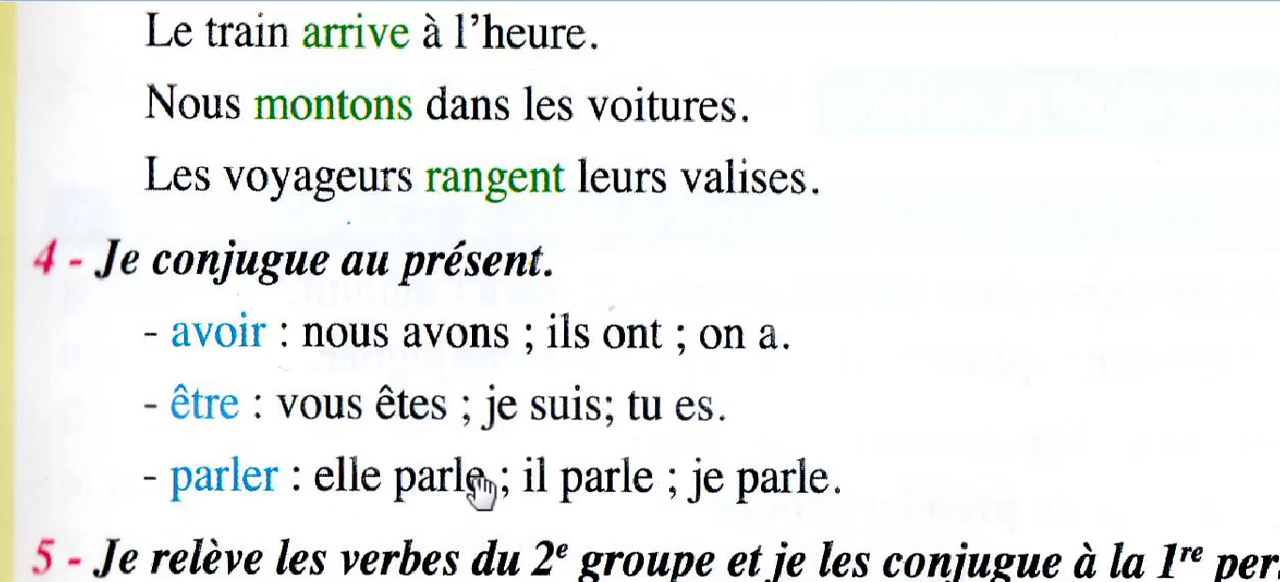 Le train arrive à l'heure.
Nous montons dans les voitures.
Les voyageurs rangent leurs valises.
4 - Je conjugue au présent.
- avoir : nous avons ; ils ont ; on a.
- être : vous êtes ; je suis; tu es.
- parler : elle parle ; il parle ; je parle.
5 - Je relève les verbes du 2e groupe et je les conjugue à la 1re per